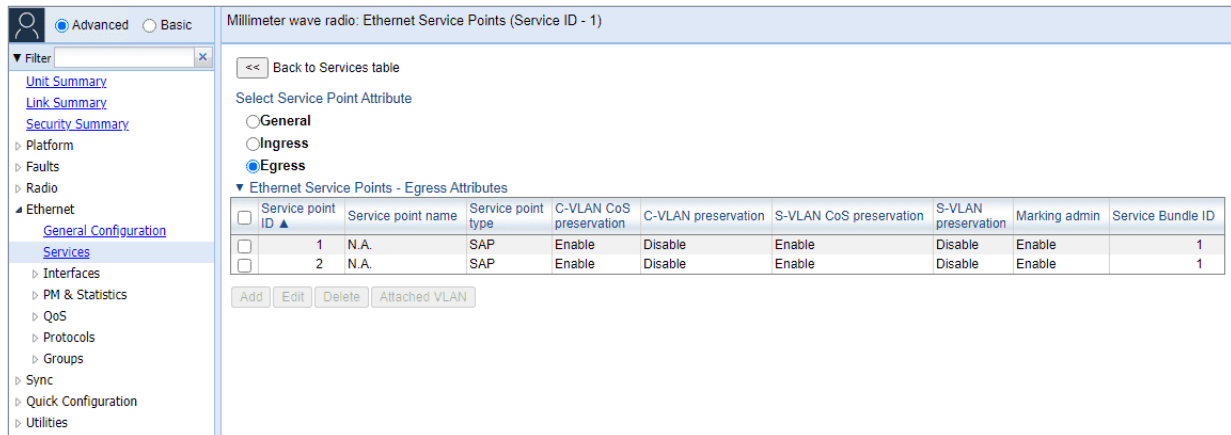 Advanced Basic
Filter
Unit Summary
Link Summary
Security Summary
Platform
Faults
Radio
Ethernet
General Configuration
Services
Interfaces
PM & Statistics
QoS
Protocols
Groups
Sync
Quick Configuration
Utilities
Millimeter wave radio: Ethernet Service Points (Service ID - 1)
<< Back to Services table
Select Service Point Attribute
General
Ingress
Egress
Ethernet Service Points - Egress Attributes
Service point ID ▲ Service point name Service point type C-VLAN CoS preservation C-VLAN preservation S-VLAN CoS preservation S-VLAN preservation Marking admin Service Bundle ID
1 N.A. SAP Enable Disable Enable Disable Enable 1
2 N.A. SAP Enable Disable Enable Disable Enable 1
Add Edit Delete Attached VLAN